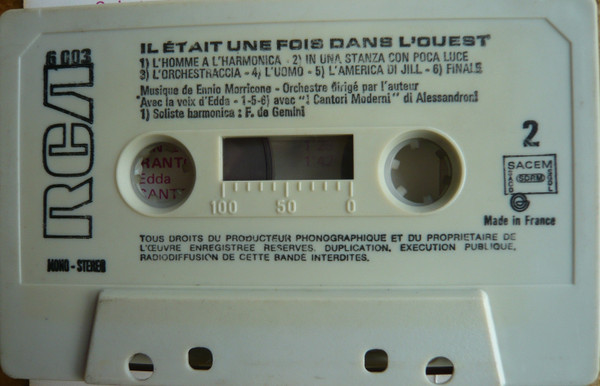 6 003
RCA
IL ÉTAIT UNE FOIS DANS L'OUEST
1) L'HOMME A L'HARMONICA - 2) IN UNA STANZA CON POCA LUCE
3) L'ORCHESTRACCIA - 4) L'UOMO - 5) L'AMERICA DI JILL - 6) FINALE
Musique de Ennio Morricone - Orchestre dirigé par l'auteur
Avec la voix d'Edda - 1-5-6) avec "I Cantori Moderni" di Alessandroni
1) Soliste harmonica : F. de Gemini
2
RANTI
Edda
CANT
100 50 0
SACEM
SDRM
Made in France
MONO - STEREO
TOUS DROITS DU PRODUCTEUR PHONOGRAPHIQUE ET DU PROPRIETAIRE DE
L'ŒUVRE ENREGISTREE RESERVES. DUPLICATION, EXECUTION PUBLIQUE,
RADIODIFFUSION DE CETTE BANDE INTERDITES.